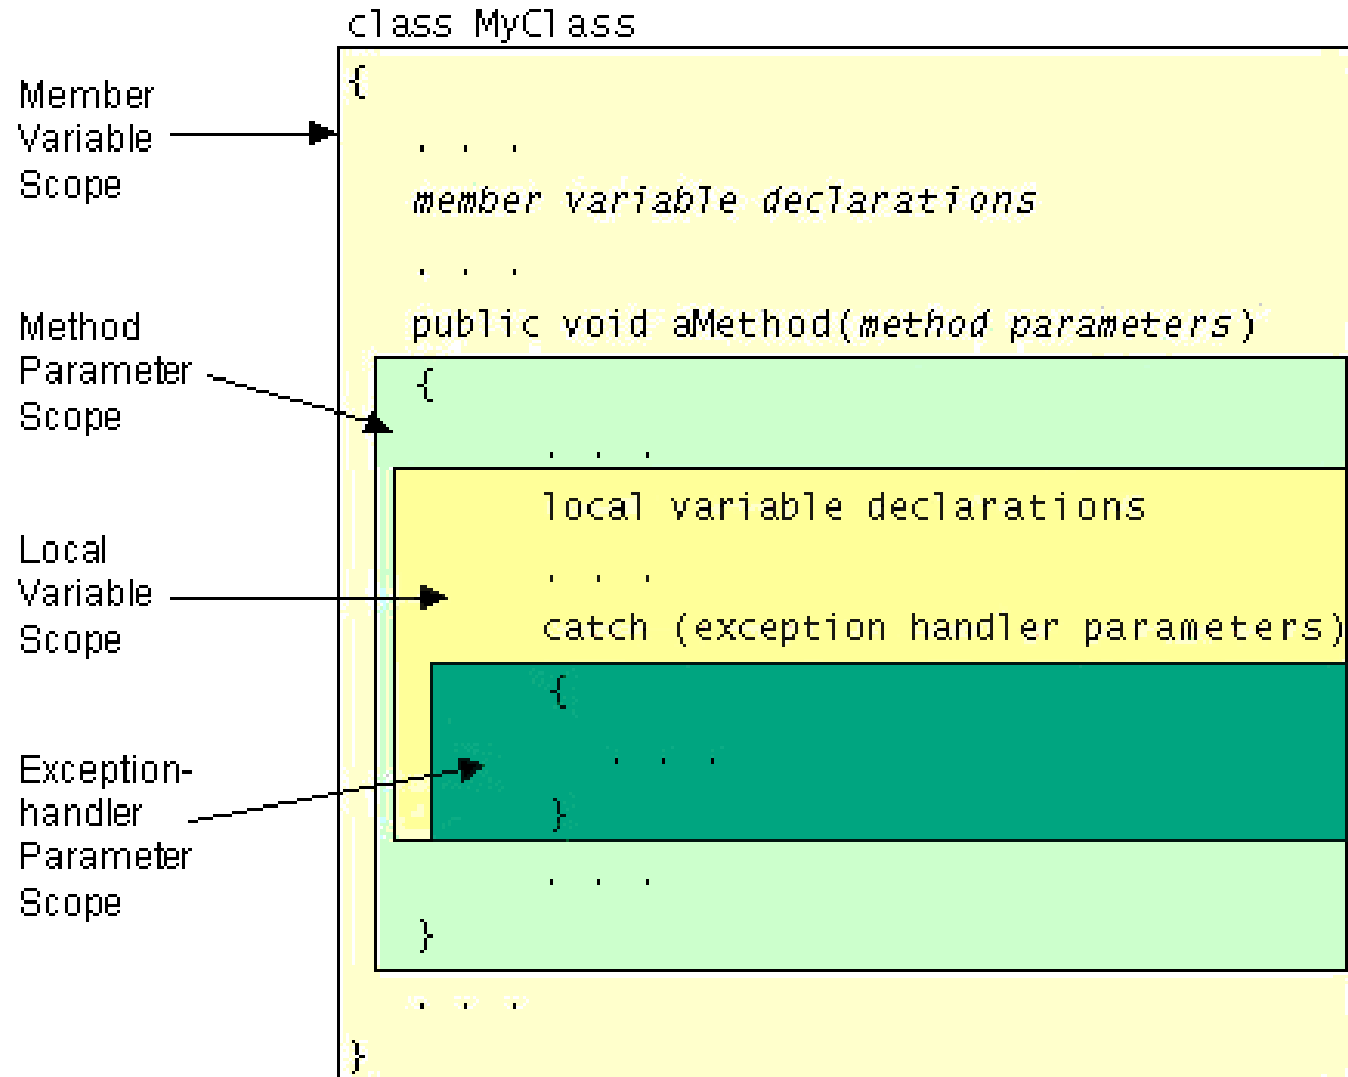 class MyClass
{
Member
Variable
Scope
. . .
member variable declarations
. . .
public void aMethod(method parameters)
Method
Parameter
Scope
{
. . .
local variable declarations
Local
Variable
Scope
. . .
catch (exception handler parameters)
{
Exception-
handler
Parameter
Scope
. . .
}
. . .
}
. . .
}